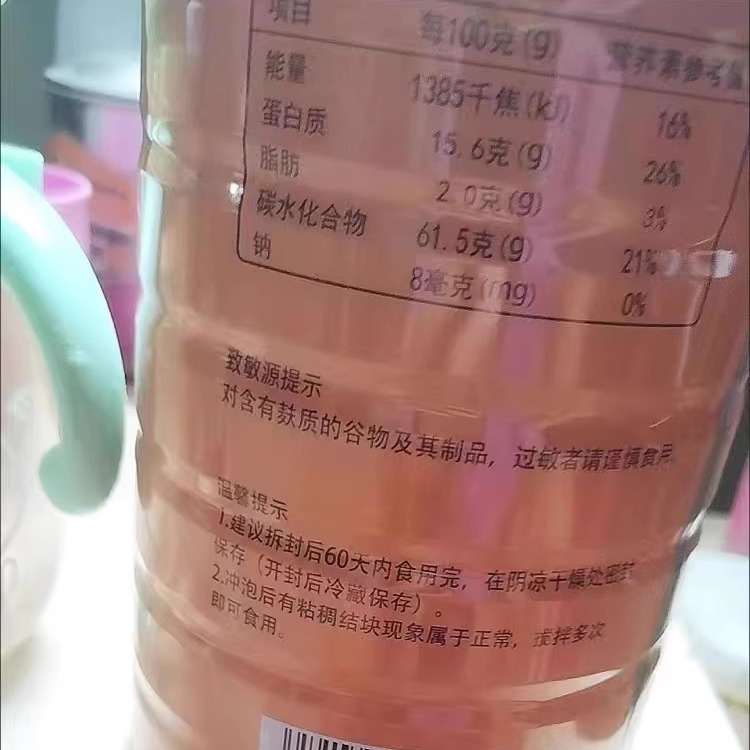 项目 每100克(g) 营养素参考值
能量 1385千焦(kJ) 16%
蛋白质 15.6克(g) 26%
脂肪 2.0克(g) 3%
碳水化合物 61.5克(g) 21%
钠 8毫克(mg) 0%
致敏源提示
对含有麸质的谷物及其制品，过敏者请谨慎食用
温馨提示
1.建议拆封后60天内食用完，在阴凉干燥处密封
保存（开封后冷藏保存）。
2.冲泡后有粘稠结块现象属于正常，搅拌多次
即可食用。